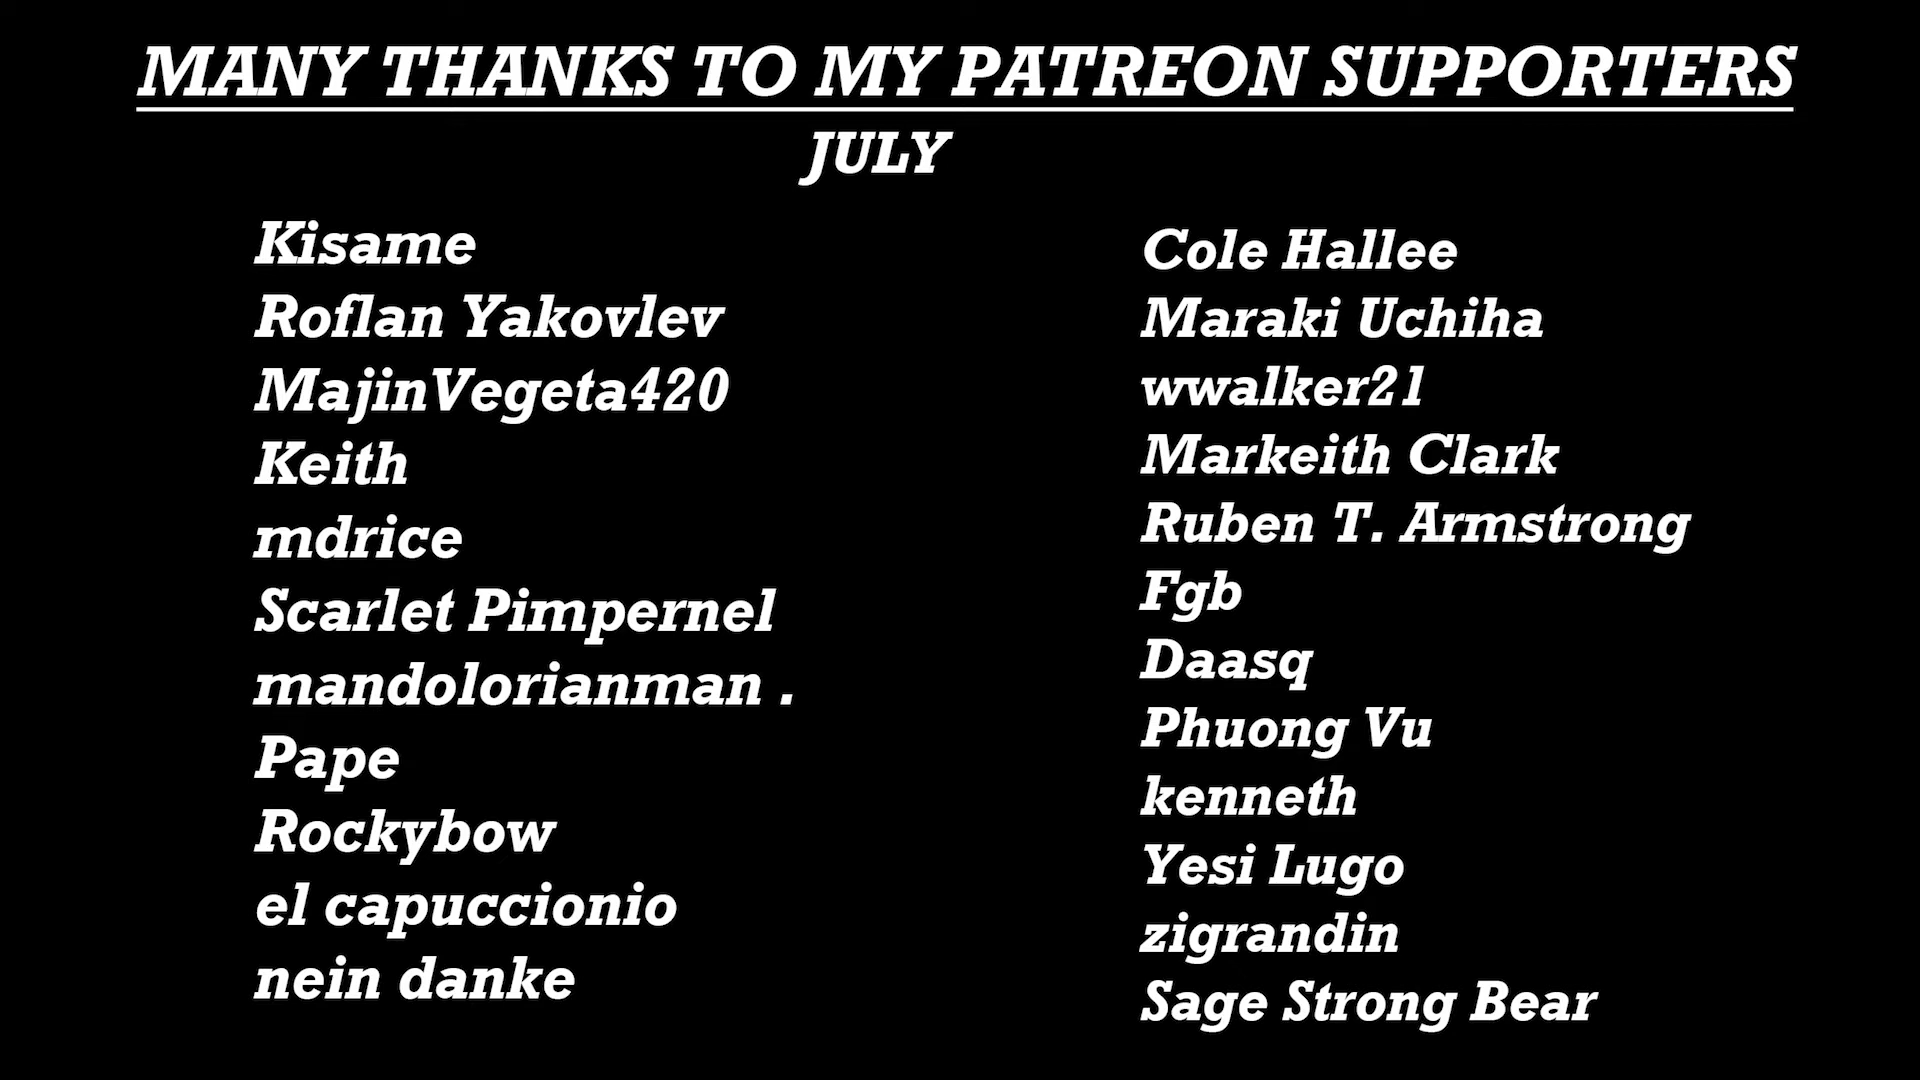 MANY THANKS TO MY PATREON SUPPORTERS
JULY
Kisame
Roflan Yakovlev
MajinVegeta420
Keith
mdrice
Scarlet Pimpernel
mandolorianman .
Pape
Rockybow
el capuccionio
nein danke
Cole Hallee
Maraki Uchiha
wwalker21
Markeith Clark
Ruben T. Armstrong
Fgb
Daasq
Phuong Vu
kenneth
Yesi Lugo
zigrandin
Sage Strong Bear